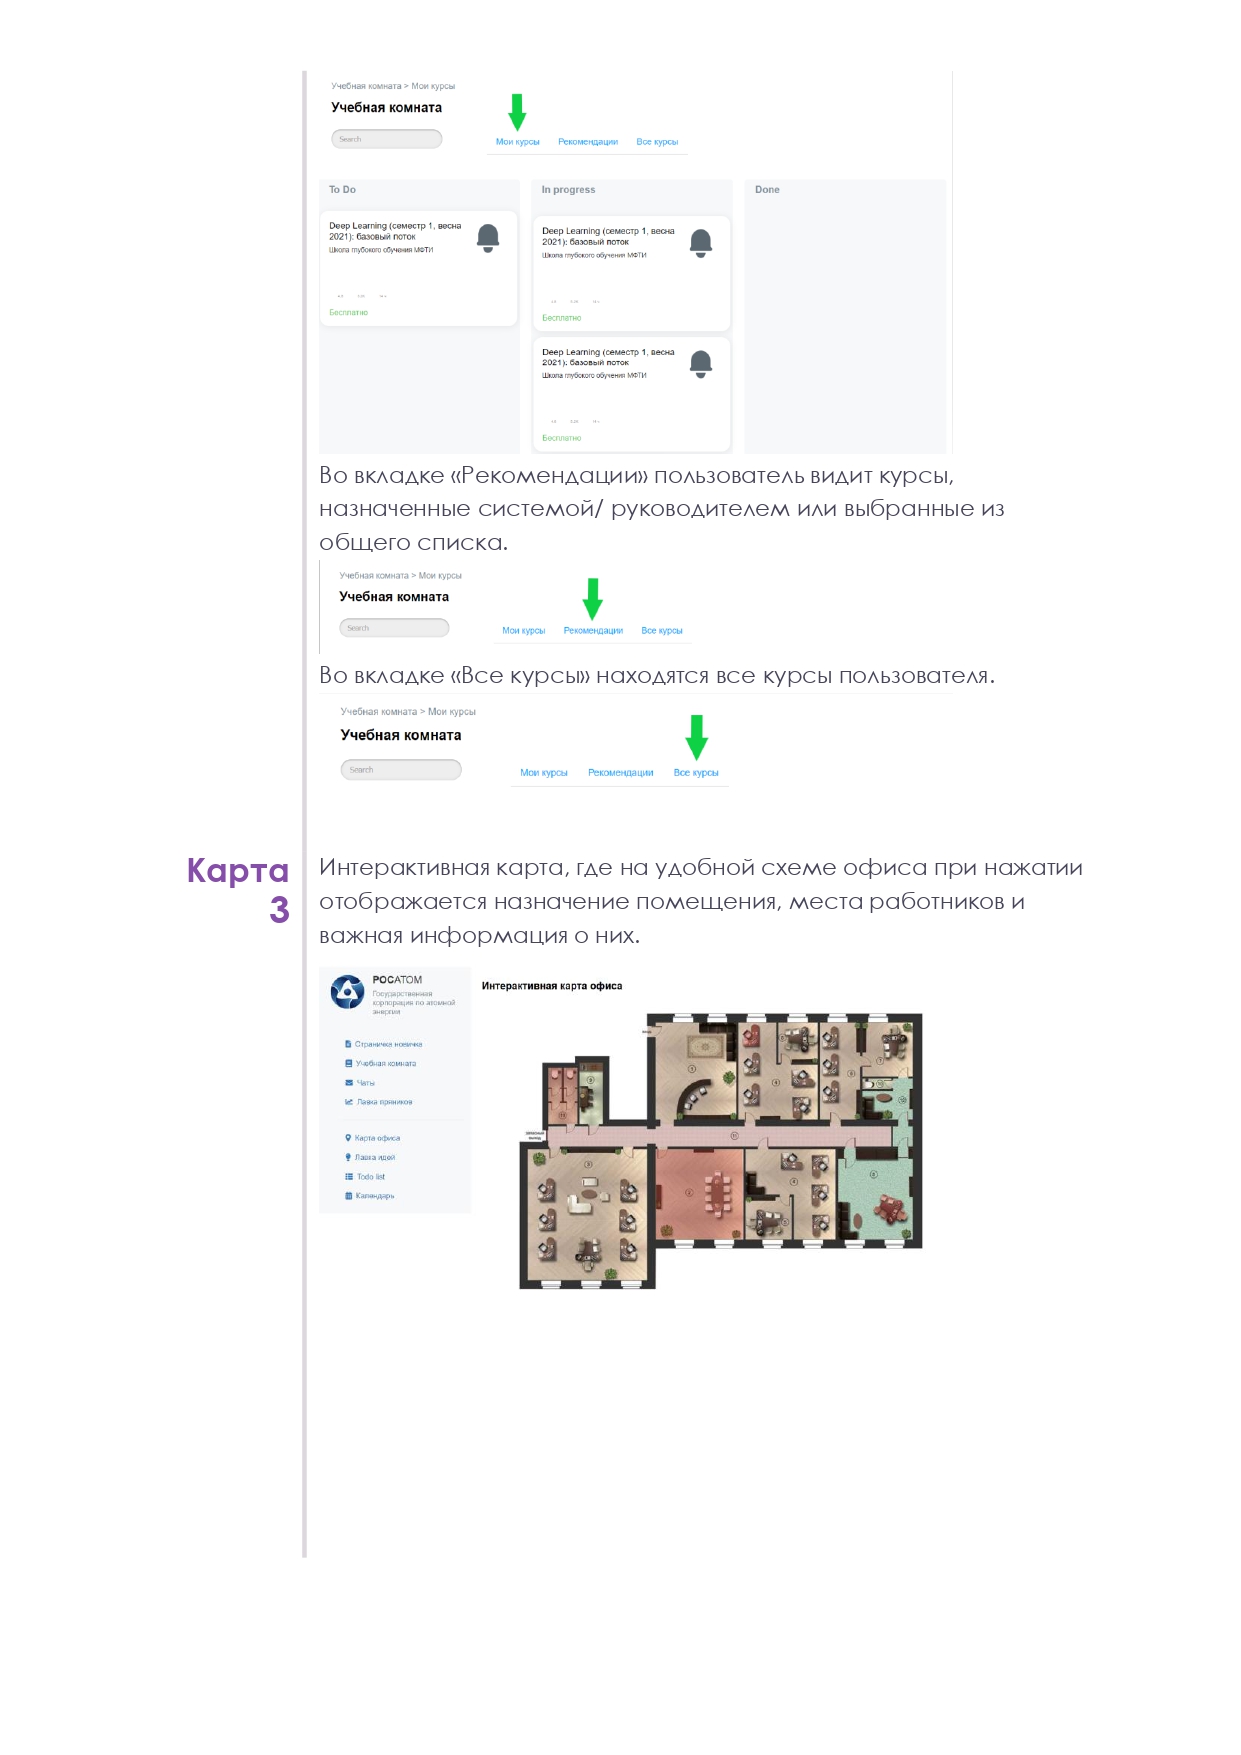 Учебная комната > Мои курсы
Учебная комната
Search
Мои курсы Рекомендации Все курсы
To Do
In progress
Done
Deep Learning (семестр 1, весна
2021): базовый поток
Школа глубокого обучения МФТИ
Бесплатно
Deep Learning (семестр 1, весна
2021): базовый поток
Школа глубокого обучения МФТИ
Бесплатно
Deep Learning (семестр 1, весна
2021): базовый поток
Школа глубокого обучения МФТИ
Бесплатно
Во вкладке «Рекомендации» пользователь видит курсы,
назначенные системой/ руководителем или выбранные из
общего списка.
Учебная комната > Мои курсы
Учебная комната
Search
Мои курсы Рекомендации Все курсы
Во вкладке «Все курсы» находятся все курсы пользователя.
Учебная комната > Мои курсы
Учебная комната
Search
Мои курсы Рекомендации Все курсы
Карта
3
Интерактивная карта, где на удобной схеме офиса при нажатии
отображается назначение помещения, места работников и
важная информация о них.
РОСАТОМ
Государственная
корпорация по атомной
энергии
Страничка новичка
Учебная комната
Чаты
Лавка пряников
Карта офиса
Лавка идей
Todo list
Календарь
Интерактивная карта офиса